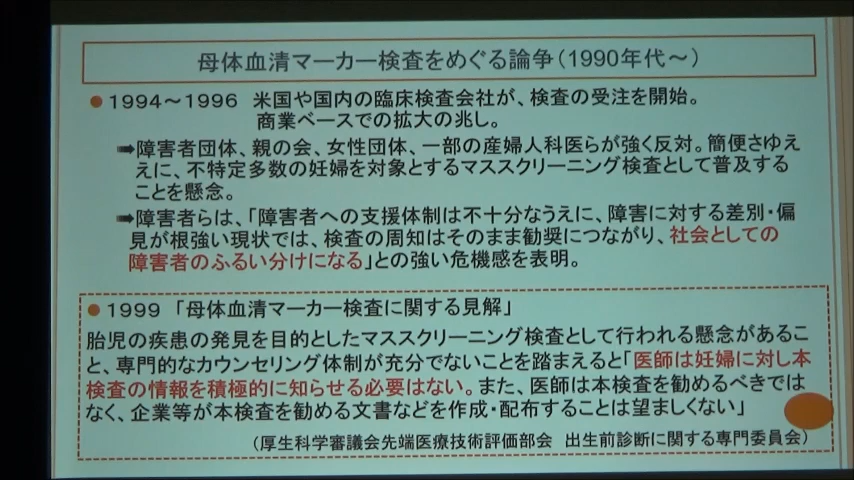 母体血清マーカー検査をめぐる論争(1990年代~)
●1994~1996 米国や国内の臨床検査会社が、検査の受注を開始。
商業ベースでの拡大の兆し。
➡障害者団体、親の会、女性団体、一部の産婦人科医らが強く反対。簡便さゆえ
えに、不特定多数の妊婦を対象とするマススクリーニング検査として普及する
ことを懸念。
➡障害者らは、「障害者への支援体制は不十分なうえに、障害に対する差別・偏
見が根強い現状では、検査の周知はそのまま勧奨につながり、社会としての
障害者のふるい分けになる」との強い危機感を表明。
●1999 「母体血清マーカー検査に関する見解」
胎児の疾患の発見を目的としたマススクリーニング検査として行われる懸念があるこ
と、専門的なカウンセリング体制が充分でないことを踏まえると「医師は妊婦に対し本
検査の情報を積極的に知らせる必要はない。また、医師は本検査を勧めるべきでは
なく、企業等が本検査を勧める文書などを作成・配布することは望ましくない」
(厚生科学審議会先端医療技術評価部会 出生前診断に関する専門委員会)